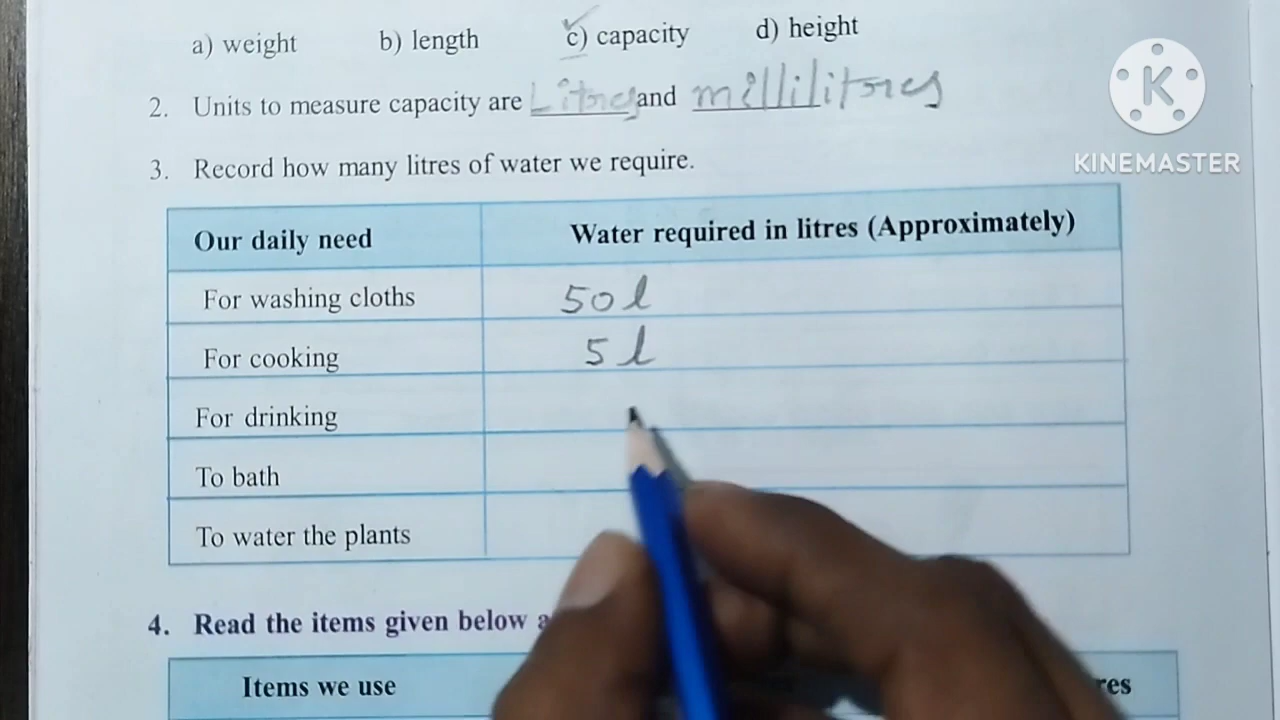 a) weight b) length c) capacity d) height
2. Units to measure capacity are Litres and millilitres
K
KINEMASTER
3. Record how many litres of water we require.
Our daily need Water required in litres (Approximately)
For washing cloths 50 l
For cooking 5 l
For drinking
To bath
To water the plants
4. Read the items given below
Items we use